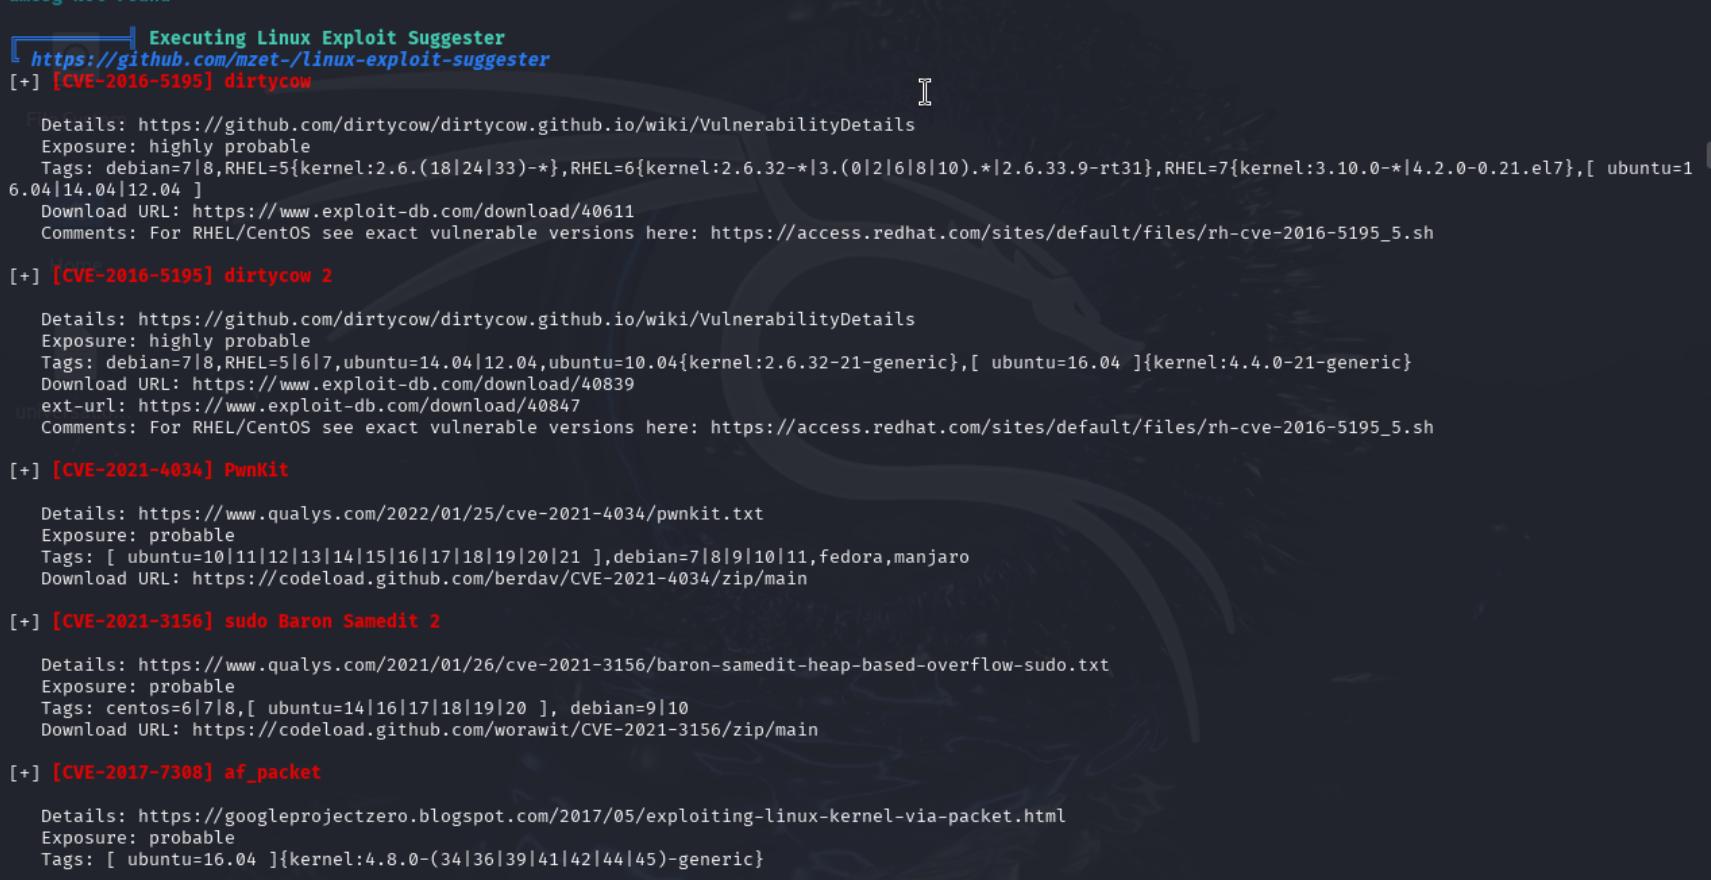 Executing Linux Exploit Suggester
https://github.com/mzet-/linux-exploit-suggester
[+] [CVE-2016-5195] dirtycow
Details: https://github.com/dirtycow/dirtycow.github.io/wiki/VulnerabilityDetails
Exposure: highly probable
Tags: debian=7|8,RHEL=5{kernel:2.6.(18|24|33)-*},RHEL=6{kernel:2.6.32-*|3.(0|2|6|8|10).*|2.6.33.9-rt31},RHEL=7{kernel:3.10.0-*|4.2.0-0.21.el7},[ ubuntu=1
6.04|14.04|12.04 ]
Download URL: https://www.exploit-db.com/download/40611
Comments: For RHEL/CentOS see exact vulnerable versions here: https://access.redhat.com/sites/default/files/rh-cve-2016-5195_5.sh
Home
[+] [CVE-2016-5195] dirtycow 2
Details: https://github.com/dirtycow/dirtycow.github.io/wiki/VulnerabilityDetails
Exposure: highly probable
Tags: debian=7|8,RHEL=5|6|7,ubuntu=14.04|12.04,ubuntu=10.04{kernel:2.6.32-21-generic},[ ubuntu=16.04 ]{kernel:4.4.0-21-generic}
Download URL: https://www.exploit-db.com/download/40839
ext-url: https://www.exploit-db.com/download/40847
Comments: For RHEL/CentOS see exact vulnerable versions here: https://access.redhat.com/sites/default/files/rh-cve-2016-5195_5.sh
[+] [CVE-2021-4034] PwnKit
Details: https://www.qualys.com/2022/01/25/cve-2021-4034/pwnkit.txt
Exposure: probable
Tags: [ ubuntu=10|11|12|13|14|15|16|17|18|19|20|21 ],debian=7|8|9|10|11,fedora,manjaro
Download URL: https://codeload.github.com/berdav/CVE-2021-4034/zip/main
[+] [CVE-2021-3156] sudo Baron Samedit 2
Details: https://www.qualys.com/2021/01/26/cve-2021-3156/baron-samedit-heap-based-overflow-sudo.txt
Exposure: probable
Tags: centos=6|7|8,[ ubuntu=14|16|17|18|19|20 ], debian=9|10
Download URL: https://codeload.github.com/worawit/CVE-2021-3156/zip/main
[+] [CVE-2017-7308] af_packet
Details: https://googleprojectzero.blogspot.com/2017/05/exploiting-linux-kernel-via-packet.html
Exposure: probable
Tags: [ ubuntu=16.04 ]{kernel:4.8.0-(34|36|39|41|42|44|45)-generic}